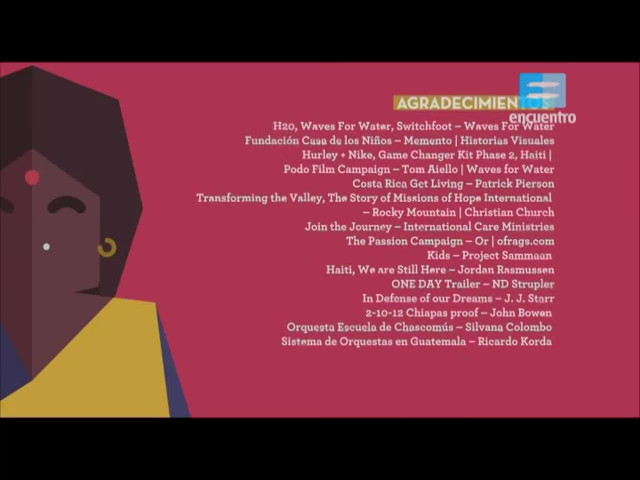 AGRADECIMIENTOS
encuentro
H20, Waves For Water, Switchfoot – Waves For Water
Fundación Casa de los Niños – Memento | Historias Visuales
Hurley + Nike, Game Changer Kit Phase 2, Haiti |
Podo Film Campaign – Tom Aiello | Waves for Water
Costa Rica Get Living – Patrick Pierson
Transforming the Valley, The Story of Missions of Hope International
– Rocky Mountain | Christian Church
Join the Journey – International Care Ministries
The Passion Campaign – Or | ofrags.com
Kids – Project Sammaan
Haiti, We are Still Here – Jordan Rasmussen
ONE DAY Trailer – ND Strupler
In Defense of our Dreams – J. J. Starr
2-10-12 Chiapas proof – John Bowen
Orquesta Escuela de Chascomús – Silvana Colombo
Sistema de Orquestas en Guatemala – Ricardo Korda